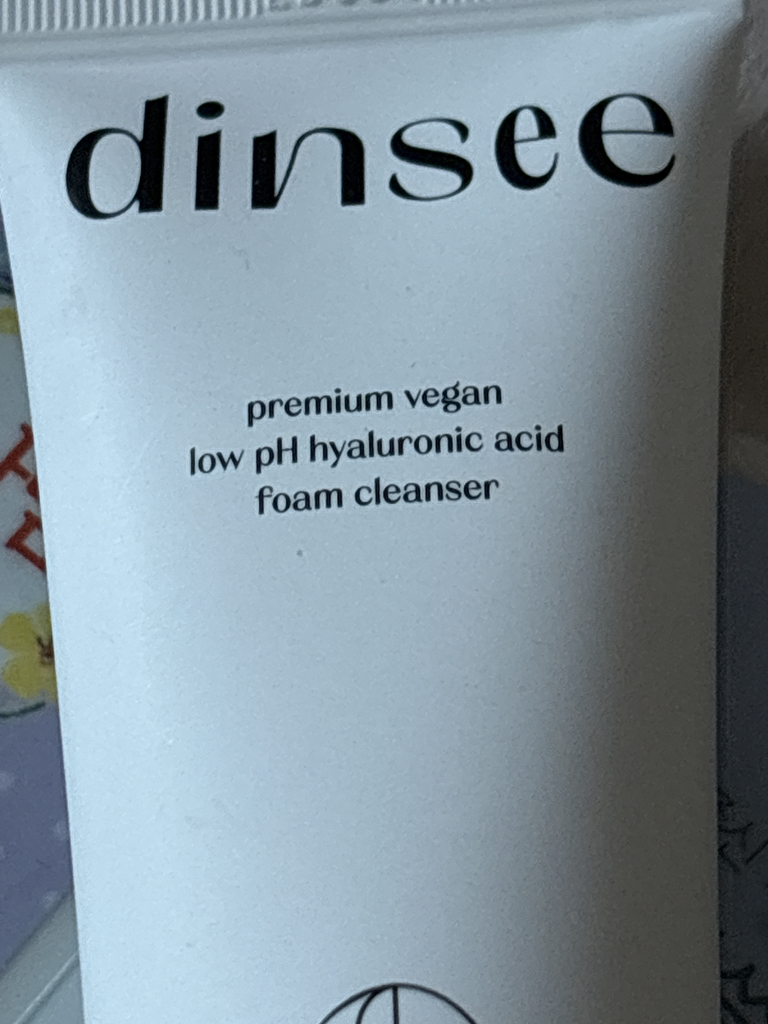 dinsee
premium vegan
low pH hyaluronic acid
foam cleanser